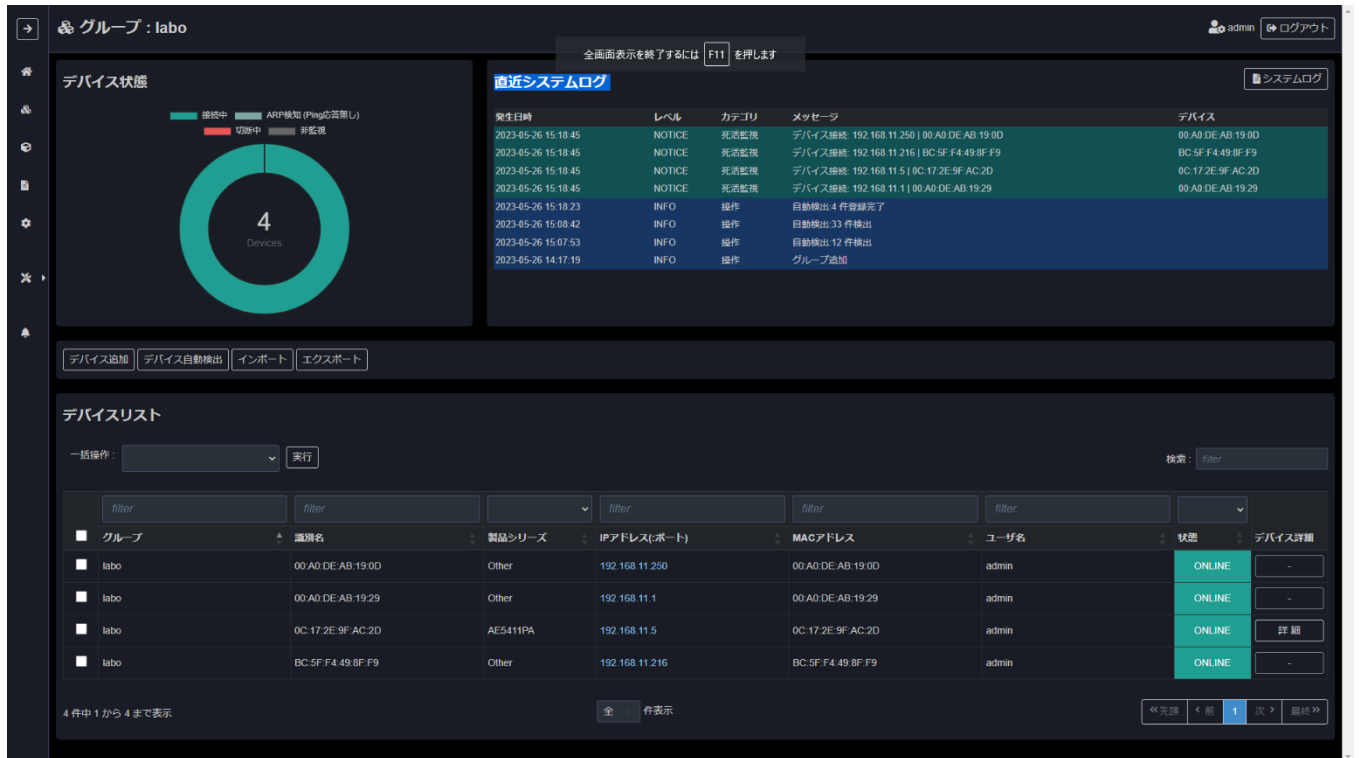 グループ : labo
admin ログアウト
全画面表示を終了するには F11 を押します
デバイス状態
接続中 ARP検知 (Ping応答無し)
切断中 非監視
4
Devices
直近システムログ
システムログ
発生日時 レベル カテゴリ メッセージ デバイス
2023-05-26 15:18:45 NOTICE 死活監視 デバイス接続: 192.168.11.250 | 00:A0:DE:AB:19:0D 00:A0:DE:AB:19:0D
2023-05-26 15:18:45 NOTICE 死活監視 デバイス接続: 192.168.11.216 | BC:5F:F4:49:8F:F9 BC:5F:F4:49:8F:F9
2023-05-26 15:18:45 NOTICE 死活監視 デバイス接続: 192.168.11.5 | 0C:17:2E:9F:AC:2D 0C:17:2E:9F:AC:2D
2023-05-26 15:18:45 NOTICE 死活監視 デバイス接続: 192.168.11.1 | 00:A0:DE:AB:19:29 00:A0:DE:AB:19:29
2023-05-26 15:18:23 INFO 操作 自動検出:4 件登録完了
2023-05-26 15:08:42 INFO 操作 自動検出:33 件検出
2023-05-26 15:07:53 INFO 操作 自動検出:12 件検出
2023-05-26 14:17:19 INFO 操作 グループ追加
デバイス追加 デバイス自動検出 インポート エクスポート
デバイスリスト
一括操作 : 実行 検索 : filter
filter filter filter filter filter
グループ 識別名 製品シリーズ IPアドレス(:ポート) MACアドレス ユーザ名 状態 デバイス詳細
labo 00:A0:DE:AB:19:0D Other 192.168.11.250 00:A0:DE:AB:19:0D admin ONLINE -
labo 00:A0:DE:AB:19:29 Other 192.168.11.1 00:A0:DE:AB:19:29 admin ONLINE -
labo 0C:17:2E:9F:AC:2D AE5411PA 192.168.11.5 0C:17:2E:9F:AC:2D admin ONLINE 詳 細
labo BC:5F:F4:49:8F:F9 Other 192.168.11.216 BC:5F:F4:49:8F:F9 admin ONLINE -
4 件中 1 から 4 まで表示 全 件表示 «先頭 ‹ 前 1 次 › 最終»